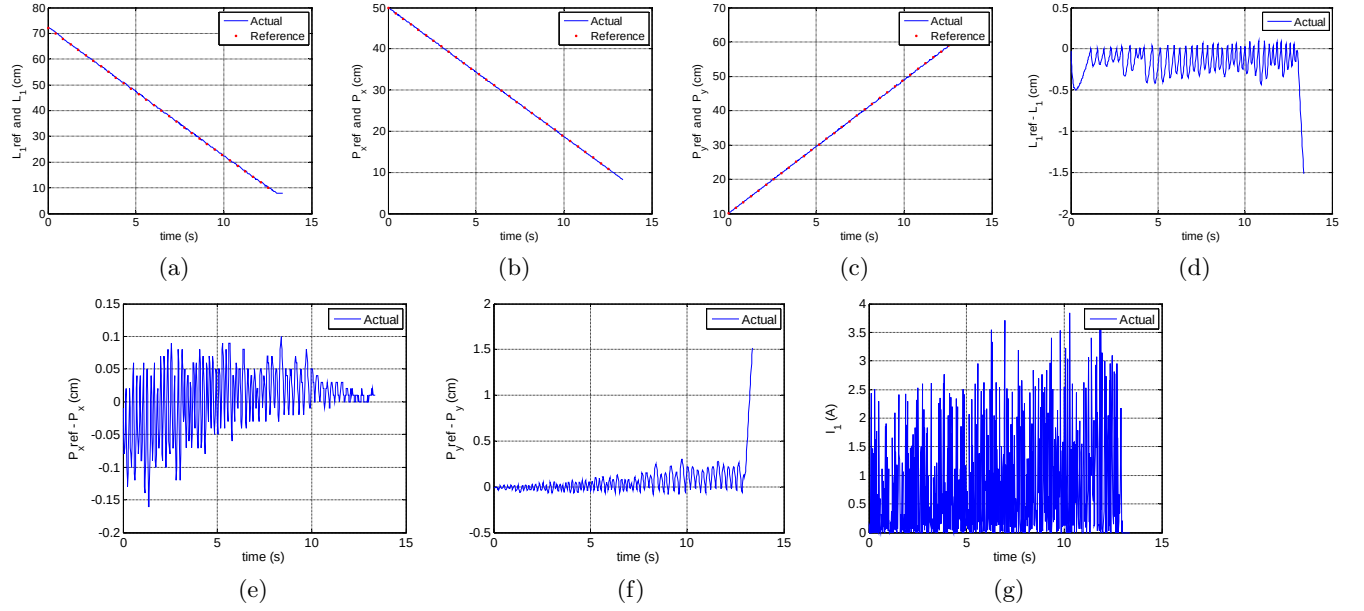 80
70
60
50
40
30
20
10
0
0 5 10 15
L1ref and L1 (cm)
time (s)
Actual
Reference
(a)
50
40
30
20
10
0
0 5 10 15
Pxref and Px (cm)
time (s)
Actual
Reference
(b)
70
60
50
40
30
20
10
0 5 10 15
Pyref and Py (cm)
time (s)
Actual
Reference
(c)
0.5
0
-0.5
-1
-1.5
-2
0 5 10 15
L1ref - L1 (cm)
time (s)
Actual
(d)
0.15
0.1
0.05
0
-0.05
-0.1
-0.15
-0.2
0 5 10 15
Pxref - Px (cm)
time (s)
Actual
(e)
2
1.5
1
0.5
0
-0.5
0 5 10 15
Pyref - Py (cm)
time (s)
Actual
(f)
4
3.5
3
2.5
2
1.5
1
0.5
0
0 5 10 15
I1 (A)
time (s)
Actual
(g)